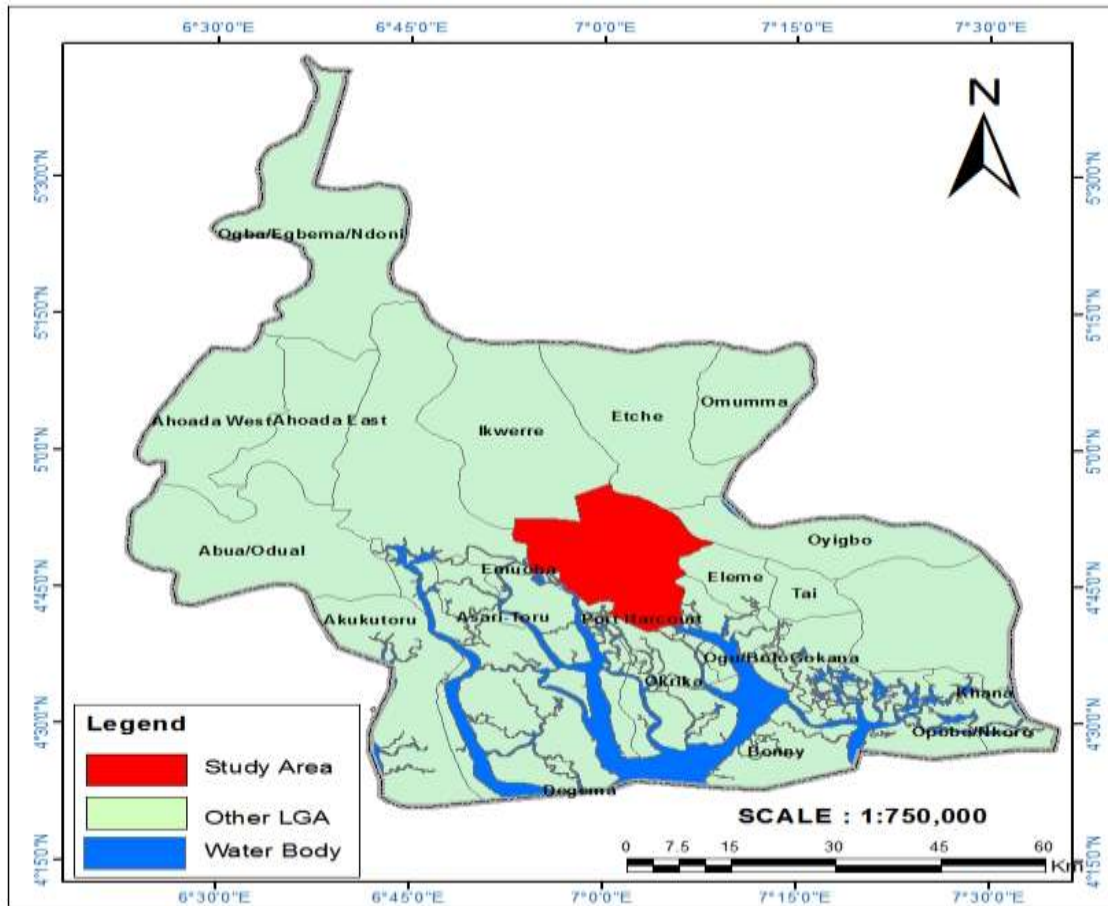 6°30'0"E 6°45'0"E 7°0'0"E 7°15'0"E 7°30'0"E
N
5°30'0"N 5°30'0"N
Ogba/Egbema/Ndoni
5°15'0"N 5°15'0"N
Omumma
Ahoada West Ahoada East Etche
Ikwerre
5°0'0"N 5°0'0"N
Oyigbo
Abua/Odual
Emuoha Eleme
4°45'0"N 4°45'0"N
Tai
Akukutoru Asari-Toru Port Harcourt
Ogu/Bolo Gokana
Okrika Khana
4°30'0"N 4°30'0"N
Opobo/Nkoro
Bonny
Degema
Legend
Study Area
Other LGA
Water Body
SCALE : 1:750,000
0 7.5 15 30 45 60
Km
4°15'0"N 4°15'0"N
6°30'0"E 6°45'0"E 7°0'0"E 7°15'0"E 7°30'0"E